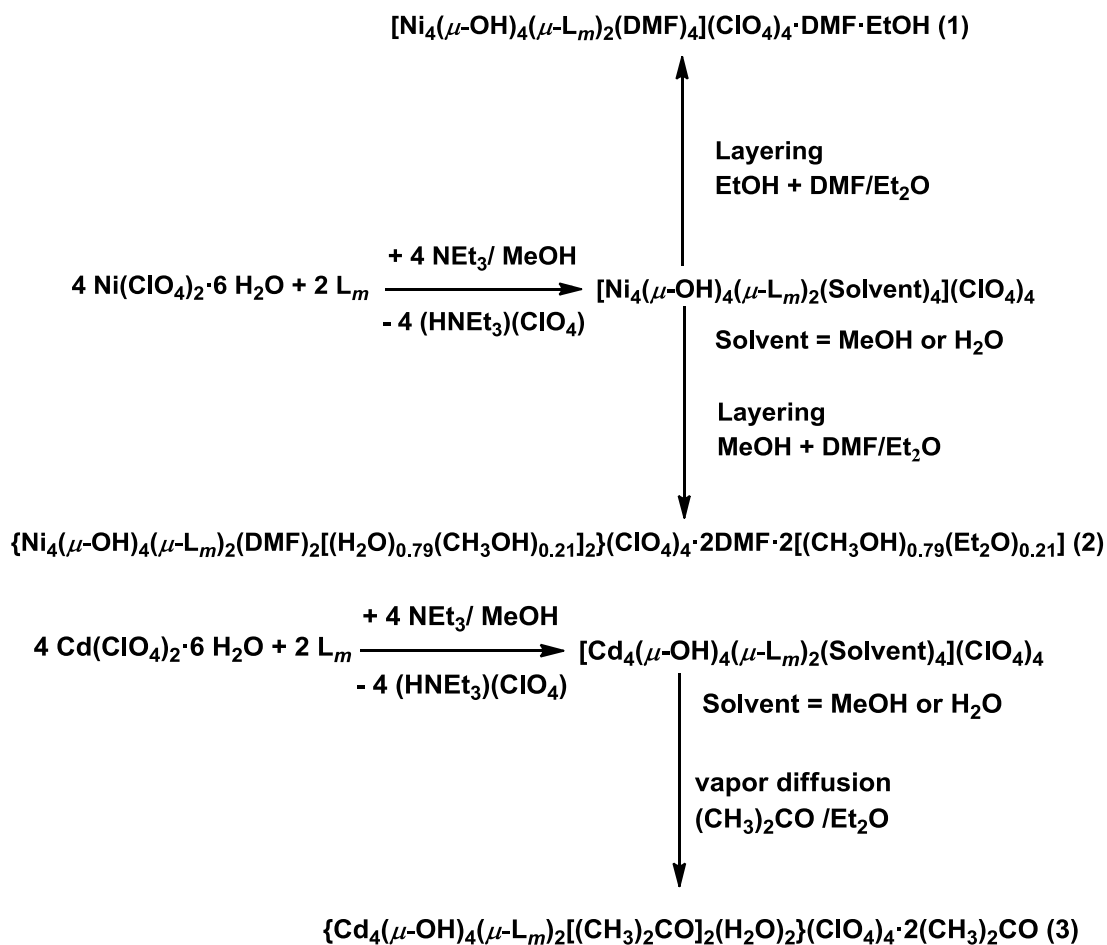 [Ni₄(μ-OH)₄(μ-Lₘ)₂(DMF)₄](ClO₄)₄·DMF·EtOH (1)
Layering
EtOH + DMF/Et₂O
4 Ni(ClO₄)₂·6 H₂O + 2 Lₘ
+ 4 NEt₃/ MeOH
- 4 (HNEt₃)(ClO₄)
[Ni₄(μ-OH)₄(μ-Lₘ)₂(Solvent)₄](ClO₄)₄
Solvent = MeOH or H₂O
Layering
MeOH + DMF/Et₂O
{Ni₄(μ-OH)₄(μ-Lₘ)₂(DMF)₂[(H₂O)₀.₇₉(CH₃OH)₀.₂₁]₂}(ClO₄)₄·2DMF·2[(CH₃OH)₀.₇₉(Et₂O)₀.₂₁] (2)
4 Cd(ClO₄)₂·6 H₂O + 2 Lₘ
+ 4 NEt₃/ MeOH
- 4 (HNEt₃)(ClO₄)
[Cd₄(μ-OH)₄(μ-Lₘ)₂(Solvent)₄](ClO₄)₄
Solvent = MeOH or H₂O
vapor diffusion
(CH₃)₂CO /Et₂O
{Cd₄(μ-OH)₄(μ-Lₘ)₂[(CH₃)₂CO]₂(H₂O)₂}(ClO₄)₄·2(CH₃)₂CO (3)